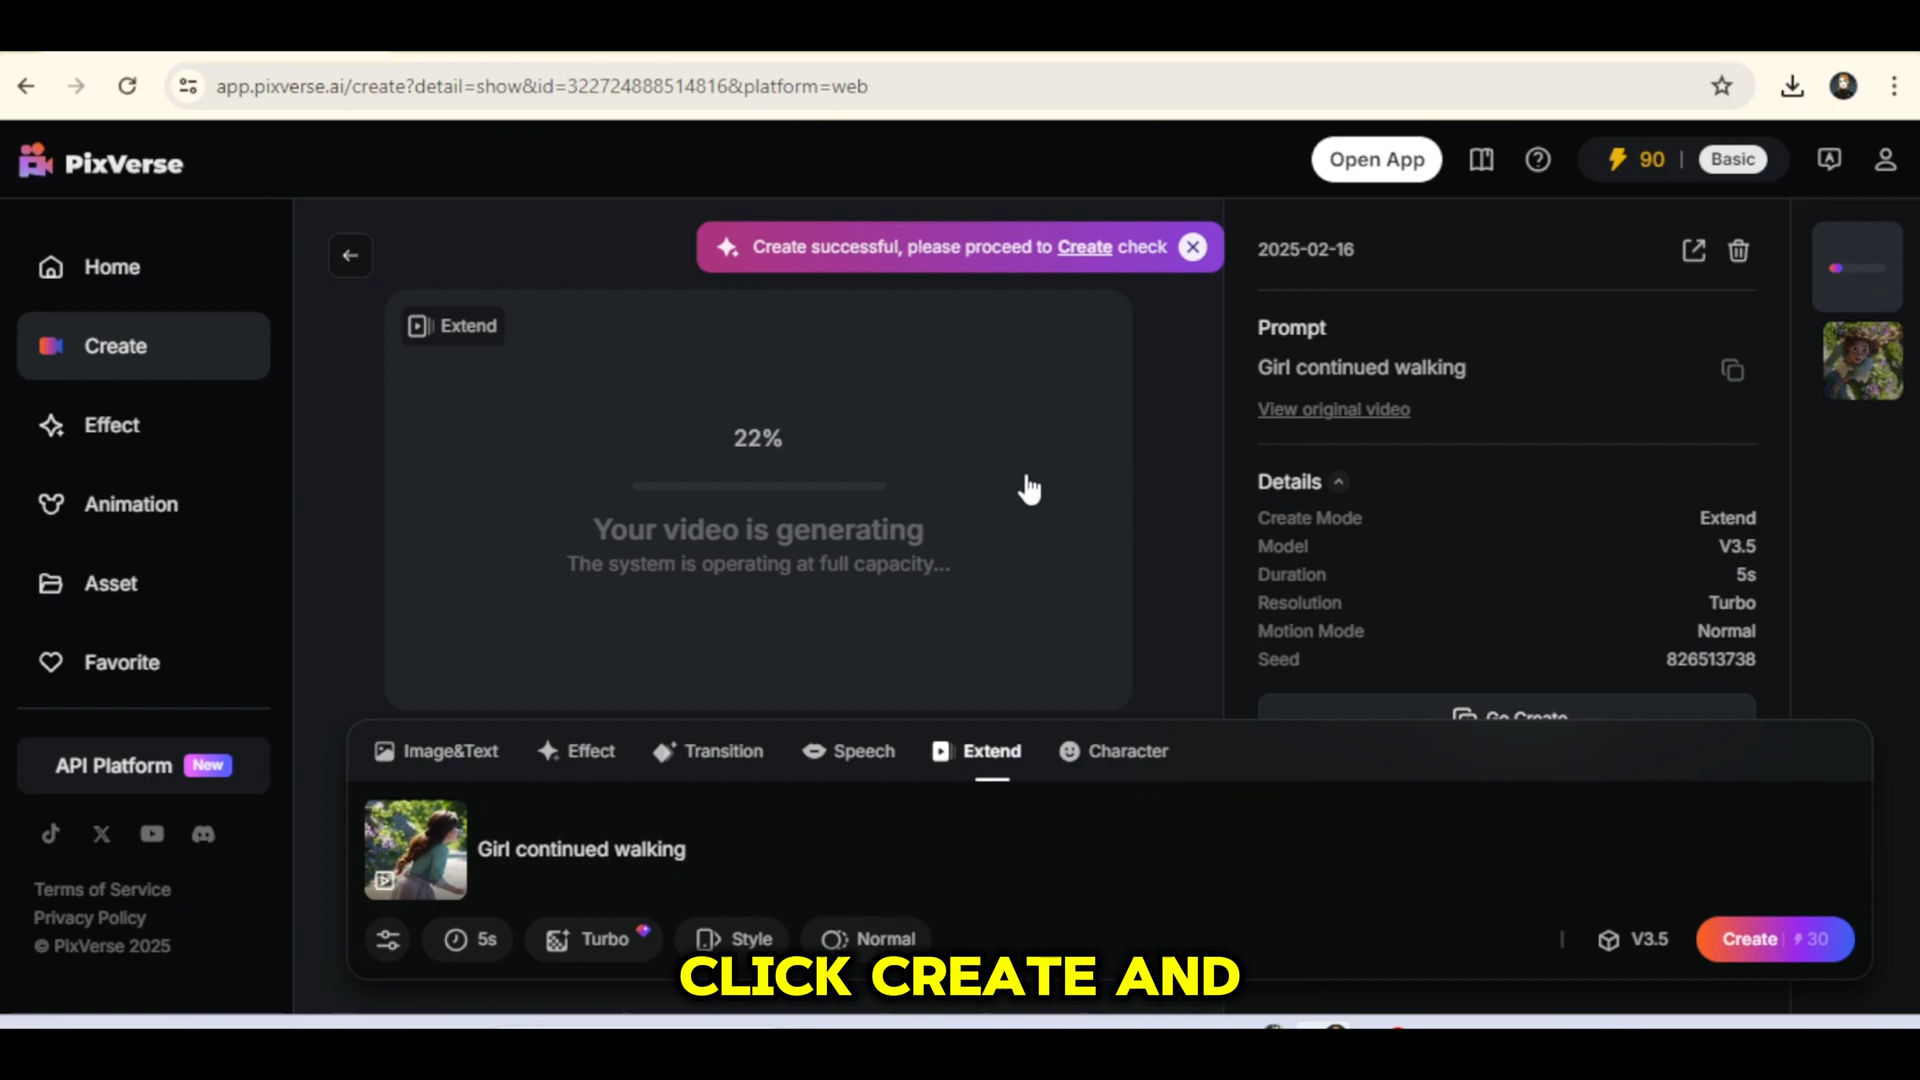 app.pixverse.ai/create?detail=show&id=322724888514816&platform=web
PixVerse
Open App
90
Basic
Home
Create
Effect
Animation
Asset
Favorite
API Platform New
Terms of Service
Privacy Policy
© PixVerse 2025
Create successful, please proceed to Create check
Extend
22%
Your video is generating
The system is operating at full capacity...
2025-02-16
Prompt
Girl continued walking
View original video
Details
Create Mode Extend
Model V3.5
Duration 5s
Resolution Turbo
Motion Mode Normal
Seed 826513738
Go Create
Image&Text Effect Transition Speech Extend Character
Girl continued walking
5s Turbo Style Normal V3.5 Create 30
CLICK CREATE AND